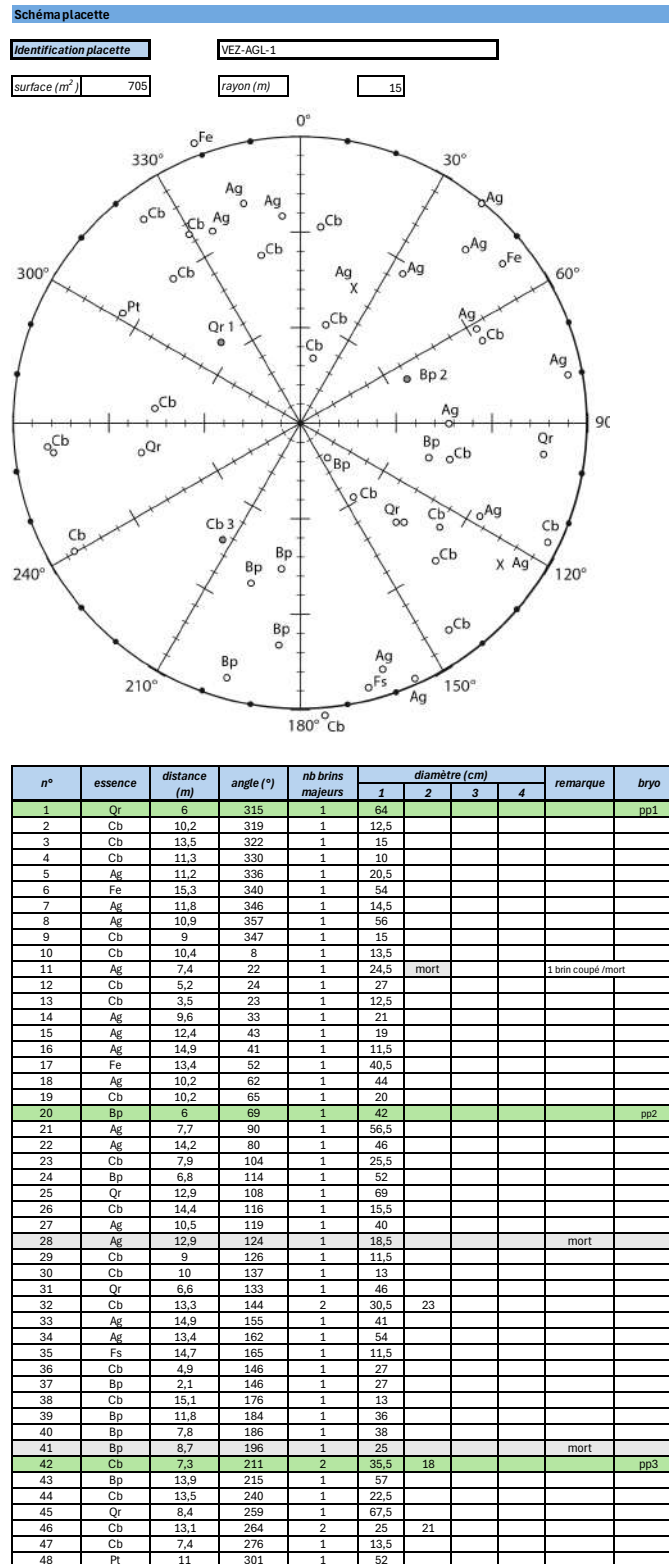 Schéma placette
Identification placette VEZ-AGL-1
surface (m²) 705 rayon (m) 15
0°
Fe
330° 30°
Ag Ag Ag
Cb Cb Ag Cb
Cb Ag Fe
Cb Ag Ag
300° 60°
Pt Ag
Qr 1 Cb Cb
Cb Ag
Bp 2
Ag
90
Cb Qr Bp Cb Qr
Bp
Cb
Cb 3 Qr Cb Ag Cb
Cb
Bp Bp Cb X Ag
240° 120°
Bp Cb
Bp Ag
210° Fs 150°
Ag
180° Cb
n° essence distance (m) angle (°) nb brins majeurs diamètre (cm) remarque bryo
1 2 3 4
1 Qr 6 315 1 64 pp1
2 Cb 10,2 319 1 12,5
3 Cb 13,5 322 1 15
4 Cb 11,3 330 1 10
5 Ag 11,2 336 1 20,5
6 Fe 15,3 340 1 54
7 Ag 11,8 346 1 14,5
8 Ag 10,9 357 1 56
9 Cb 9 347 1 15
10 Cb 10,4 8 1 13,5
11 Ag 7,4 22 1 24,5 mort 1 brin coupé /mort
12 Cb 5,2 24 1 27
13 Cb 3,5 23 1 12,5
14 Ag 9,6 33 1 21
15 Ag 12,4 43 1 19
16 Ag 14,9 41 1 11,5
17 Fe 13,4 52 1 40,5
18 Ag 10,2 62 1 44
19 Cb 10,2 65 1 20
20 Bp 6 69 1 42 pp2
21 Ag 7,7 90 1 56,5
22 Ag 14,2 80 1 46
23 Cb 7,9 104 1 25,5
24 Bp 6,8 114 1 52
25 Qr 12,9 108 1 69
26 Cb 14,4 116 1 15,5
27 Ag 10,5 119 1 40
28 Ag 12,9 124 1 18,5 mort
29 Cb 9 126 1 11,5
30 Cb 10 137 1 13
31 Qr 6,6 133 1 46
32 Cb 13,3 144 2 30,5 23
33 Ag 14,9 155 1 41
34 Ag 13,4 162 1 54
35 Fs 14,7 165 1 11,5
36 Cb 4,9 146 1 27
37 Bp 2,1 146 1 27
38 Cb 15,1 176 1 13
39 Bp 11,8 184 1 36
40 Bp 7,8 186 1 38
41 Bp 8,7 196 1 25 mort
42 Cb 7,3 211 2 35,5 18 pp3
43 Bp 13,9 215 1 57
44 Cb 13,5 240 1 22,5
45 Qr 8,4 259 1 67,5
46 Cb 13,1 264 2 25 21
47 Cb 7,4 276 1 13,5
48 Pt 11 301 1 52